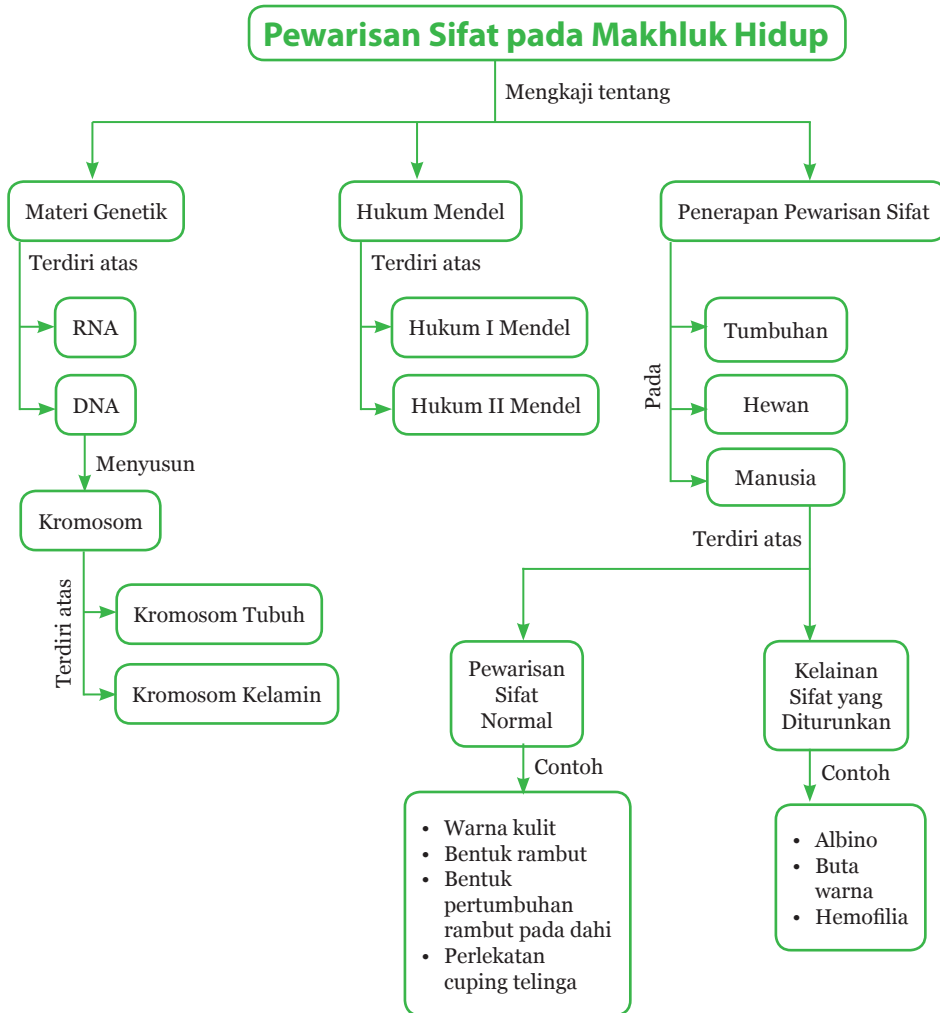 Pewarisan Sifat pada Makhluk Hidup
Mengkaji tentang
Materi Genetik
Terdiri atas
RNA
DNA
Menyusun
Kromosom
Terdiri atas
Kromosom Tubuh
Kromosom Kelamin
Hukum Mendel
Terdiri atas
Hukum I Mendel
Hukum II Mendel
Penerapan Pewarisan Sifat
Pada
Tumbuhan
Hewan
Manusia
Terdiri atas
Pewarisan
Sifat
Normal
Contoh
• Warna kulit
• Bentuk rambut
• Bentuk
pertumbuhan
rambut pada dahi
• Perlekatan
cuping telinga
Kelainan
Sifat yang
Diturunkan
Contoh
• Albino
• Buta
warna
• Hemofilia